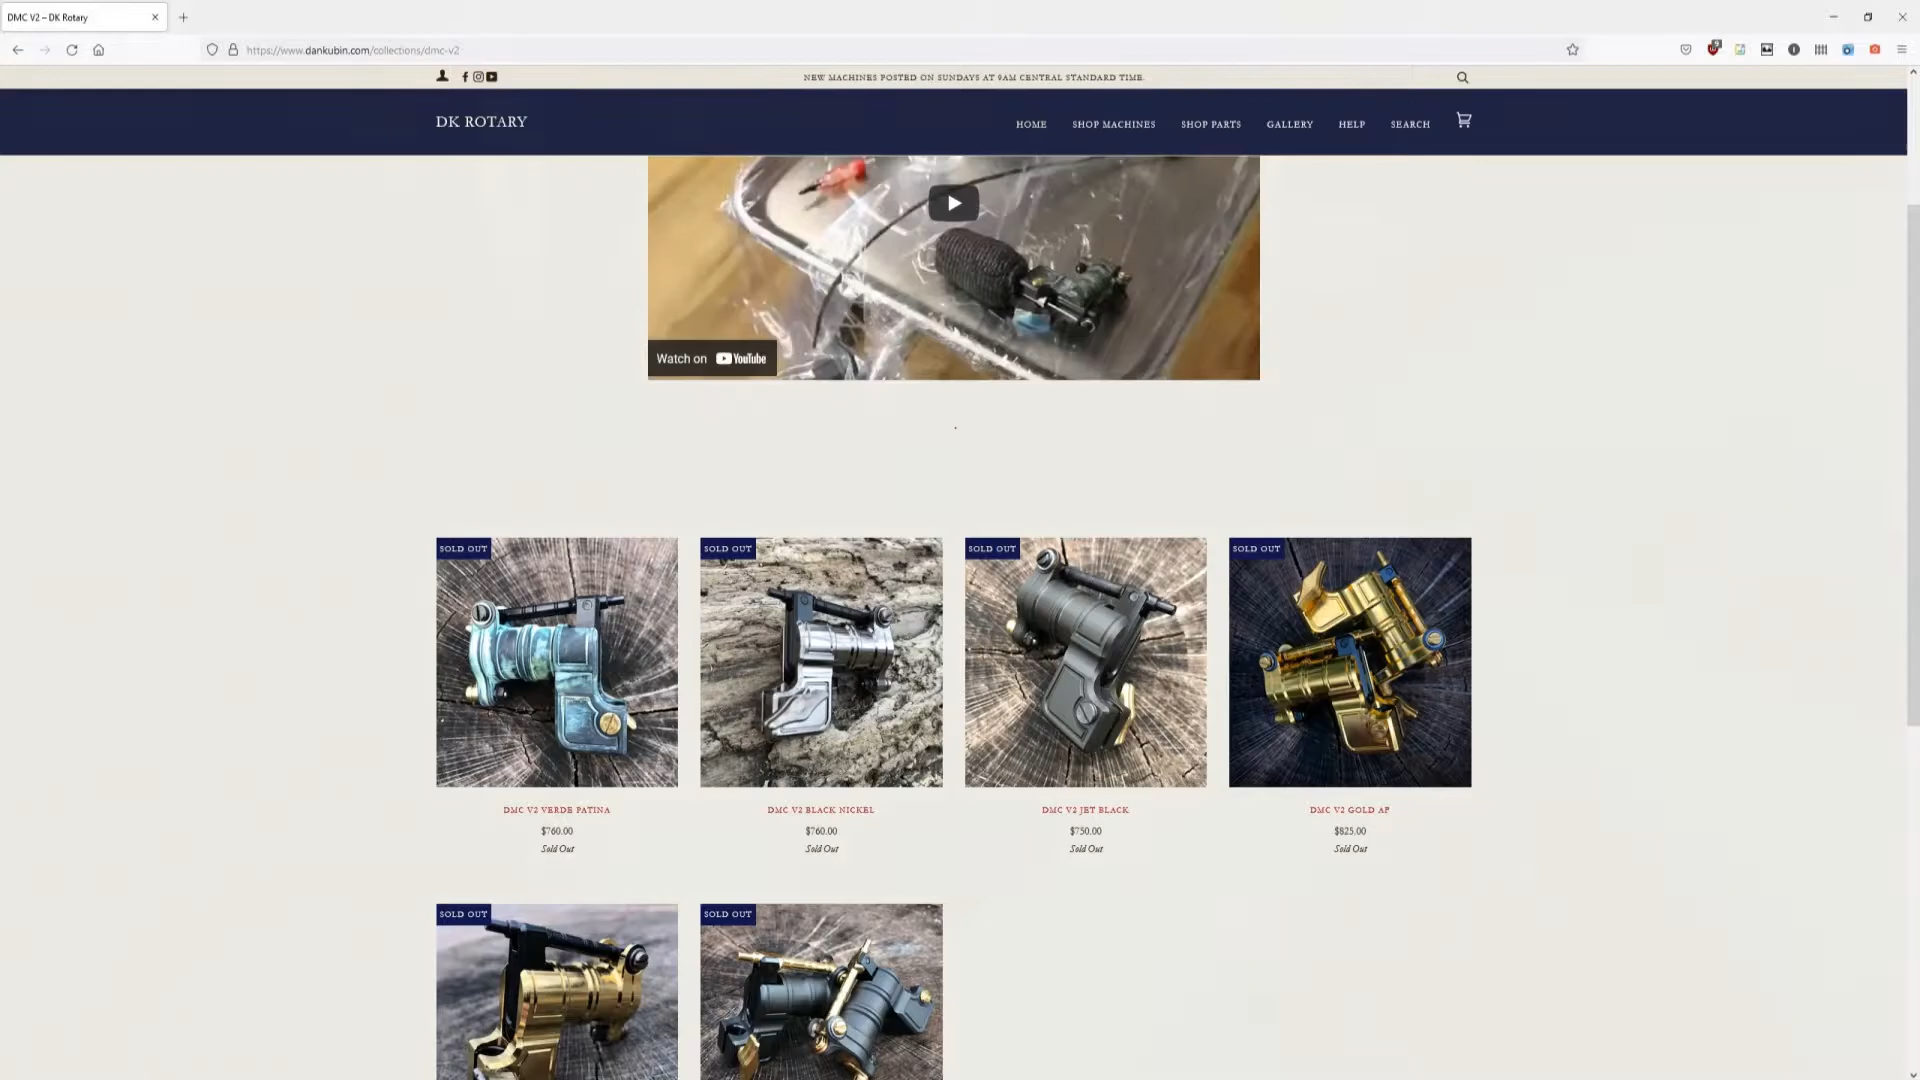 DMC V2 – DK Rotary
https://www.dankubin.com/collections/dmc-v2
NEW MACHINES POSTED ON SUNDAYS AT 9AM CENTRAL STANDARD TIME.
DK ROTARY
HOME
SHOP MACHINES
SHOP PARTS
GALLERY
HELP
SEARCH
Watch on YouTube
SOLD OUT
SOLD OUT
SOLD OUT
SOLD OUT
DMC V2 VERDE PATINA
$760.00
Sold Out
DMC V2 BLACK NICKEL
$760.00
Sold Out
DMC V2 JET BLACK
$750.00
Sold Out
DMC V2 GOLD AP
$825.00
Sold Out
SOLD OUT
SOLD OUT